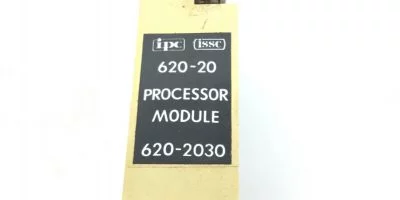 ipc issc
620-20
PROCESSOR
MODULE
620-2030